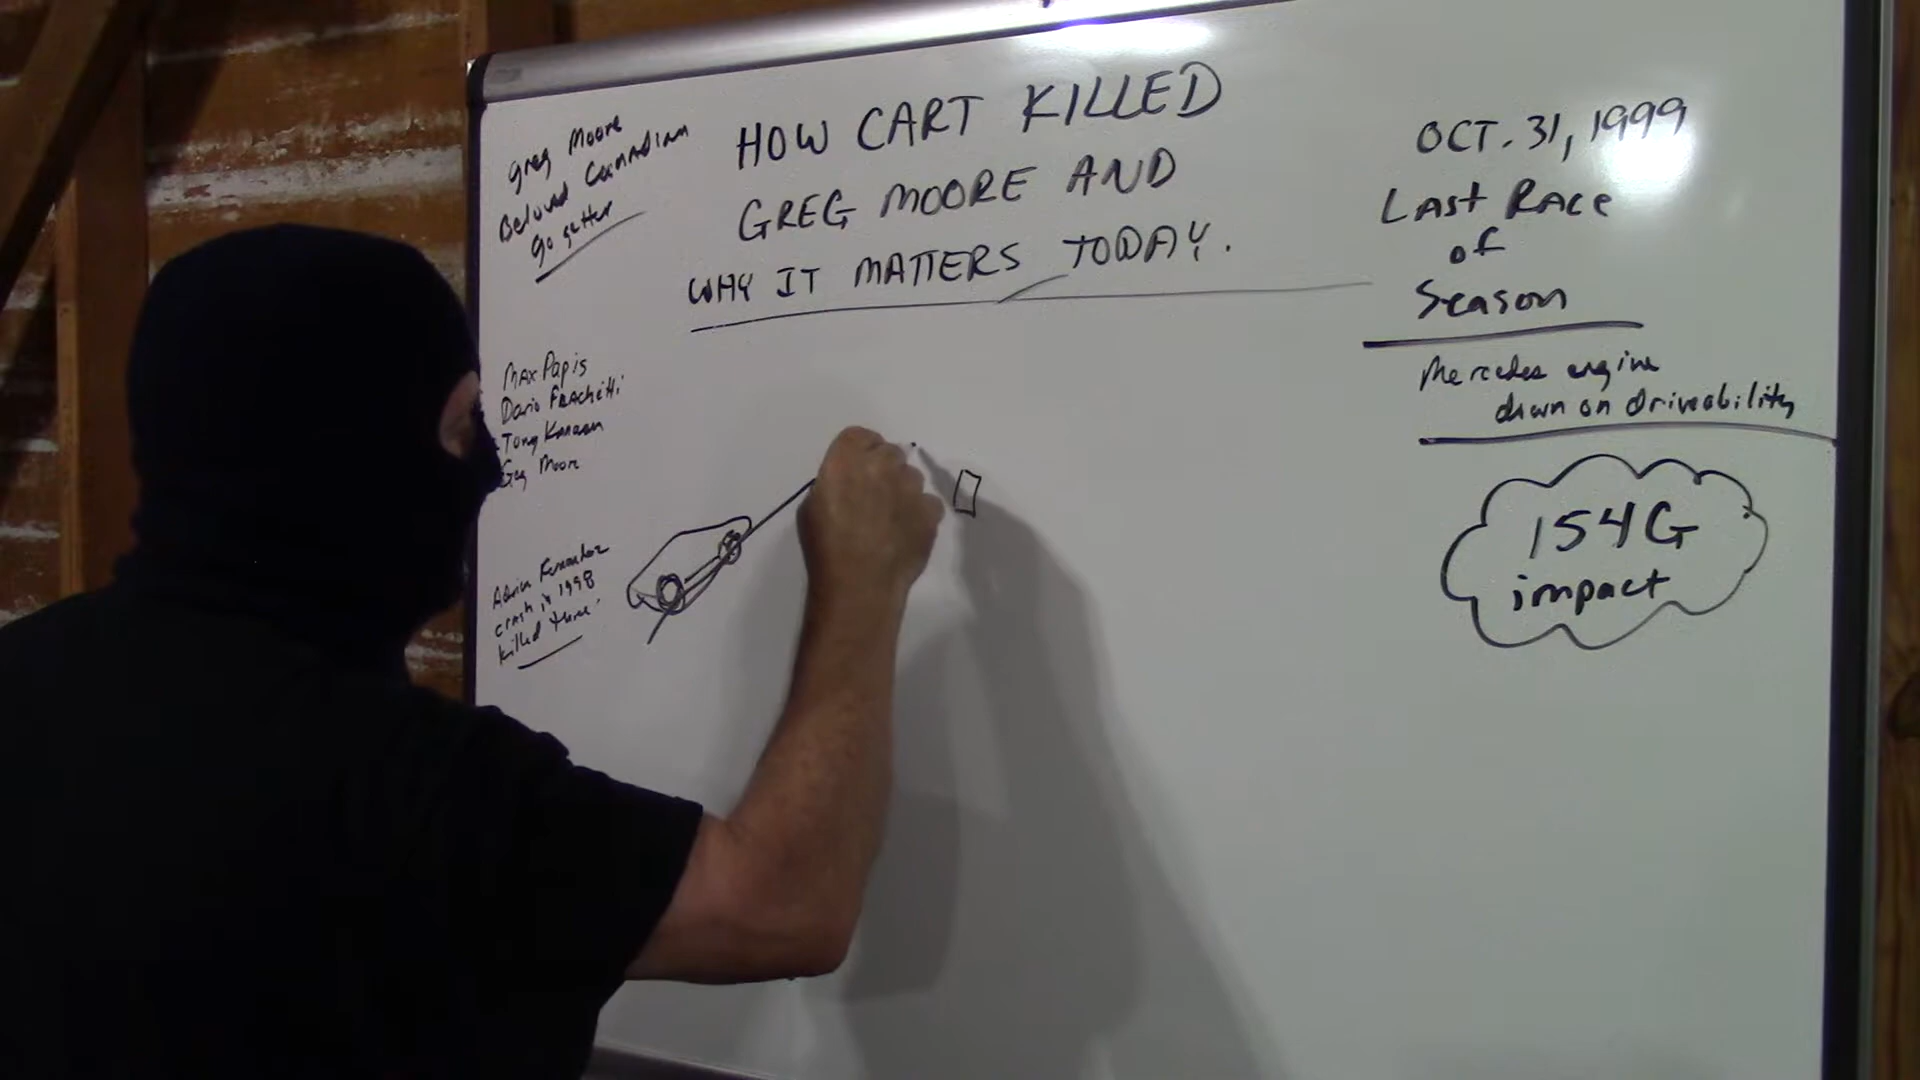 Greg Moore
Beloved Canadian
go getter
HOW CART KILLED
GREG MOORE AND
WHY IT MATTERS TODAY.
OCT. 31, 1999
LAst RAce
of
Season
Mercedes engine
down on driveability
154G
impact
MAx Papis
Dario FRAchetti
Tony Kanaan
Greg Moore
Adrian Fernandez
crash in 1998
killed three